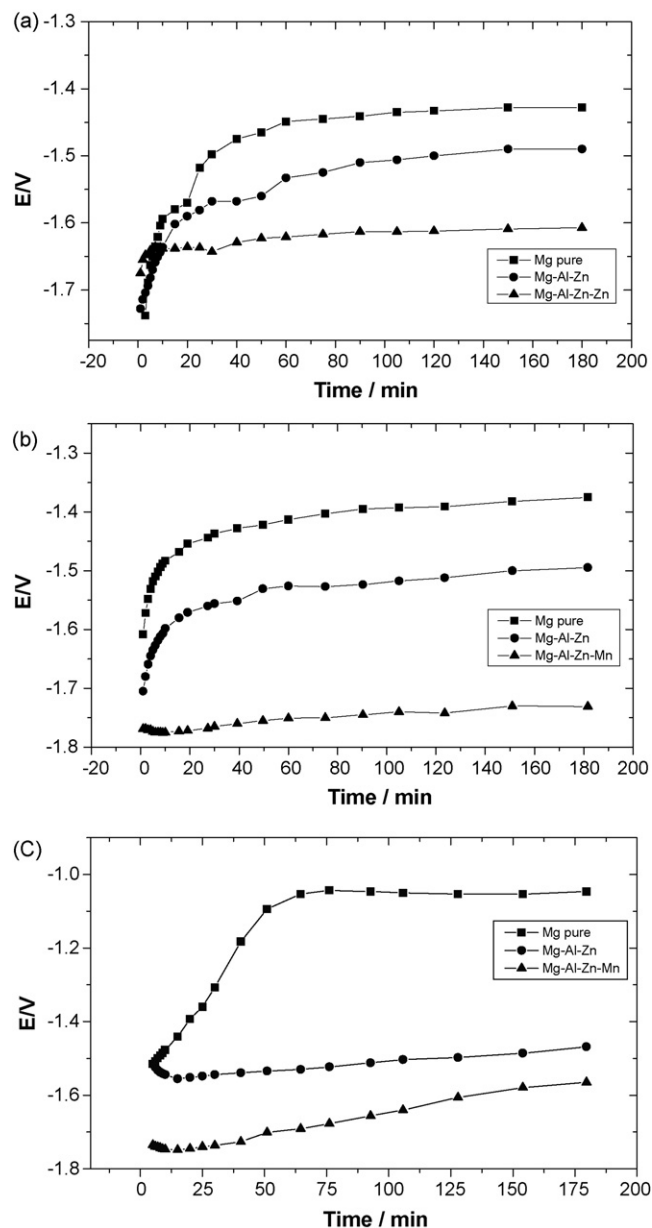 (a)
-1.3
-1.4
-1.5
-1.6
-1.7
E/V
Mg pure
Mg-Al-Zn
Mg-Al-Zn-Zn
-20 0 20 40 60 80 100 120 140 160 180 200
Time / min
(b)
-1.3
-1.4
-1.5
-1.6
-1.7
-1.8
E/V
Mg pure
Mg-Al-Zn
Mg-Al-Zn-Mn
-20 0 20 40 60 80 100 120 140 160 180 200
Time / min
(C)
-1.0
-1.2
-1.4
-1.6
-1.8
E/V
Mg pure
Mg-Al-Zn
Mg-Al-Zn-Mn
0 25 50 75 100 125 150 175 200
Time / min